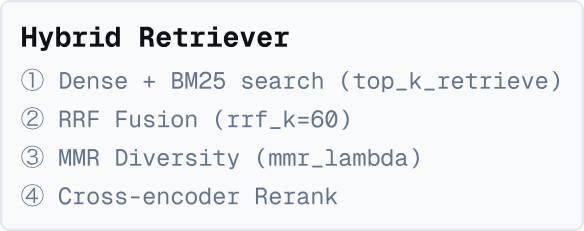 Hybrid Retriever
① Dense + BM25 search (top_k_retrieve)
② RRF Fusion (rrf_k=60)
③ MMR Diversity (mmr_lambda)
④ Cross-encoder Rerank